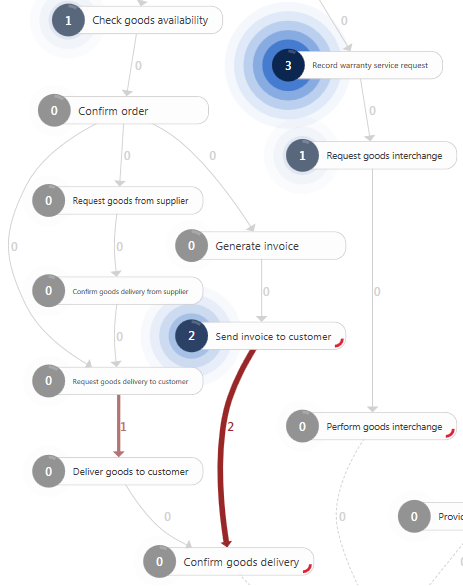 1 Check goods availability
0
0
3 Record warranty service request
0 Confirm order
0
1 Request goods interchange
0
0
0 Request goods from supplier
0 Generate invoice
0
0
0
0
0 Confirm goods delivery from supplier
0
2 Send invoice to customer
0 Request goods delivery to customer
1
2
0 Perform goods interchange
0 Deliver goods to customer
0
0
0 Provi
0 Confirm goods delivery